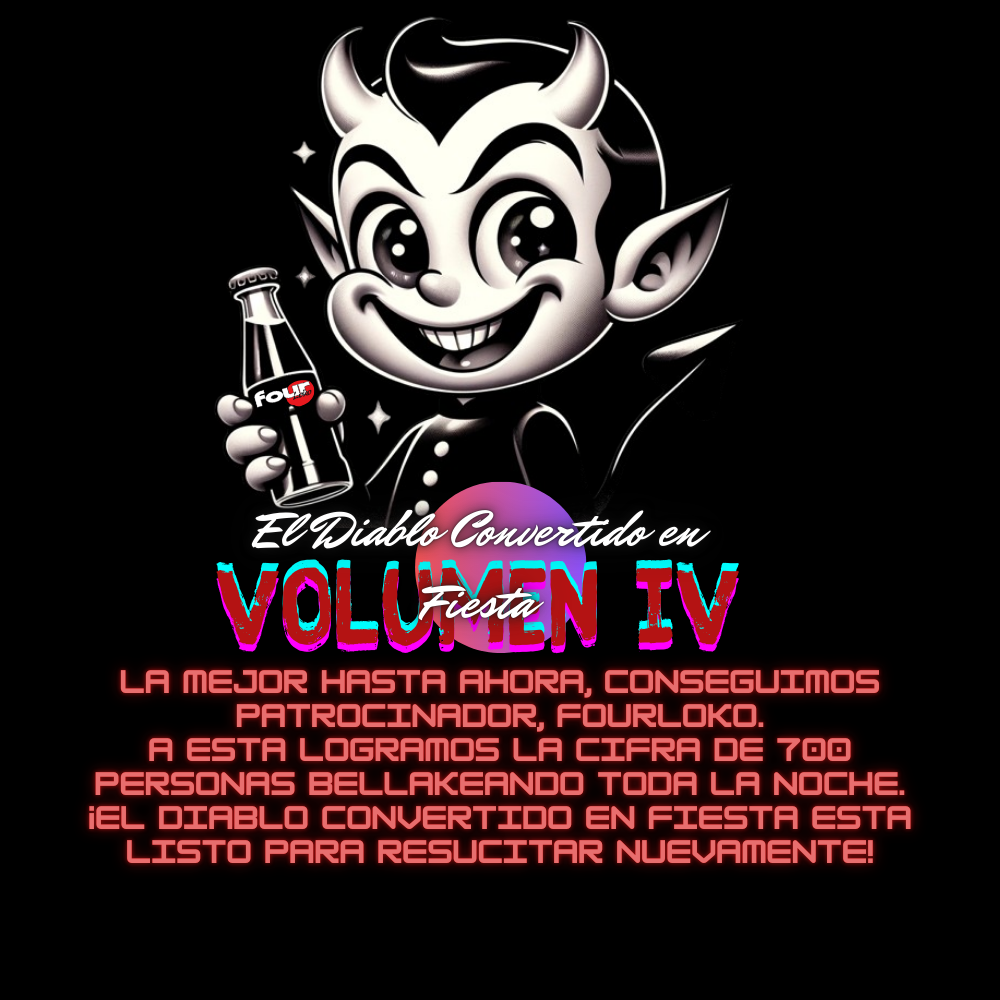 four
El Diablo Convertido en
VOLUMEN IV
Fiesta
LA MEJOR HASTA AHORA, CONSEGUIMOS
PATROCINADOR, FOURLOKO.
A ESTA LOGRAMOS LA CIFRA DE 700
PERSONAS BELLAKEANDO TODA LA NOCHE.
¡EL DIABLO CONVERTIDO EN FIESTA ESTA
LISTO PARA RESUCITAR NUEVAMENTE!